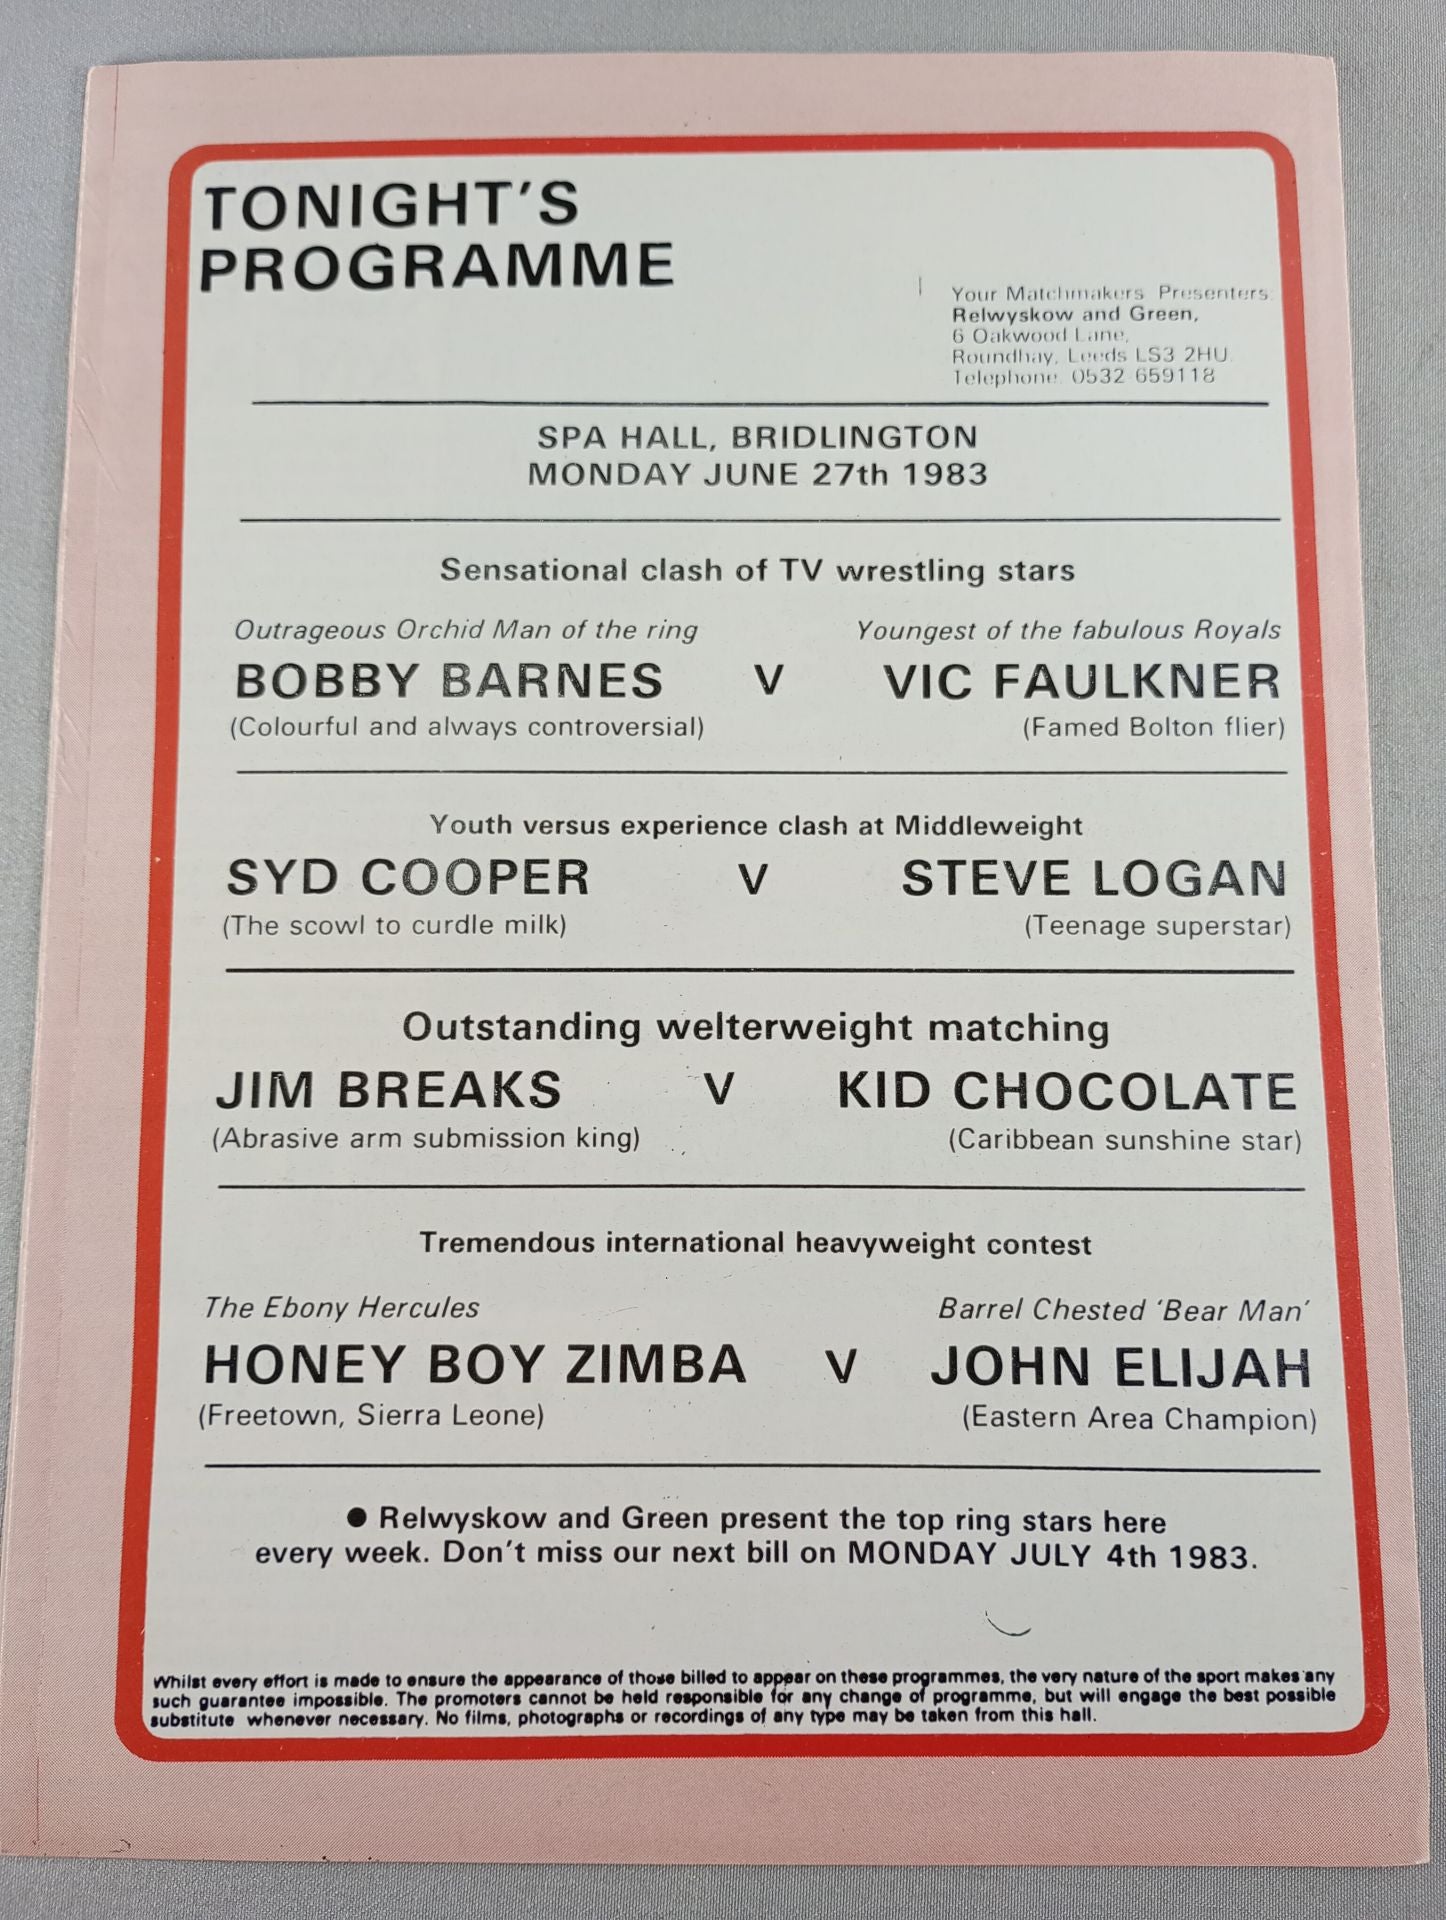 TONIGHT'S
PROGRAMME
Your Matchmakers Presenters
Relwyskow and Green,
6 Oakwood Lane,
Roundhay, Leeds LS3 2HU.
Telephone. 0532 659118
SPA HALL, BRIDLINGTON
MONDAY JUNE 27th 1983
Sensational clash of TV wrestling stars
Outrageous Orchid Man of the ring Youngest of the fabulous Royals
BOBBY BARNES V VIC FAULKNER
(Colourful and always controversial) (Famed Bolton flier)
Youth versus experience clash at Middleweight
SYD COOPER V STEVE LOGAN
(The scowl to curdle milk) (Teenage superstar)
Outstanding welterweight matching
JIM BREAKS V KID CHOCOLATE
(Abrasive arm submission king) (Caribbean sunshine star)
Tremendous international heavyweight contest
The Ebony Hercules Barrel Chested ‘Bear Man’
HONEY BOY ZIMBA V JOHN ELIJAH
(Freetown, Sierra Leone) (Eastern Area Champion)
● Relwyskow and Green present the top ring stars here
every week. Don't miss our next bill on MONDAY JULY 4th 1983.
Whilst every effort is made to ensure the appearance of those billed to appear on these programmes, the very nature of the sport makes any
such guarantee impossible. The promoters cannot be held responsible for any change of programme, but will engage the best possible
substitute whenever necessary. No films, photographs or recordings of any type may be taken from this hall.